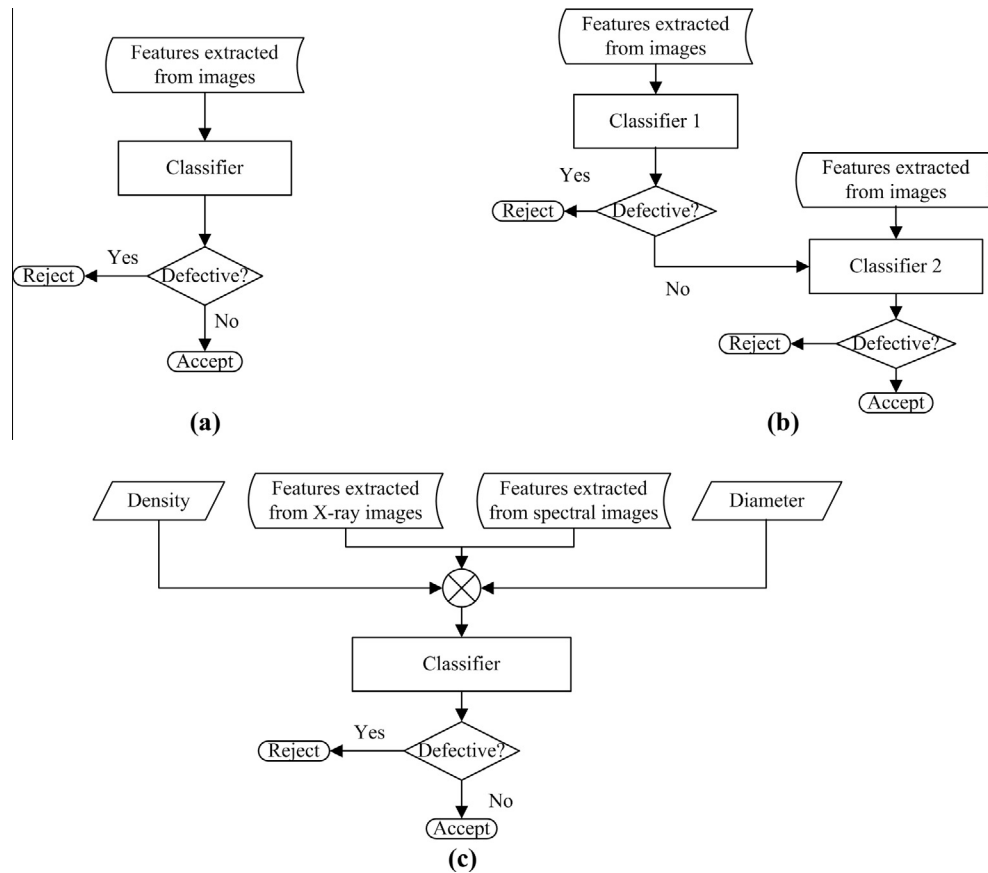 Features extracted
from images
Classifier
Yes
Reject
Defective?
No
Accept
(a)
Features extracted
from images
Classifier 1
Yes
Reject
Defective?
No
Features extracted
from images
Classifier 2
Reject
Defective?
Accept
(b)
Density
Features extracted
from X-ray images
Features extracted
from spectral images
Diameter
Classifier
Yes
Reject
Defective?
No
Accept
(c)